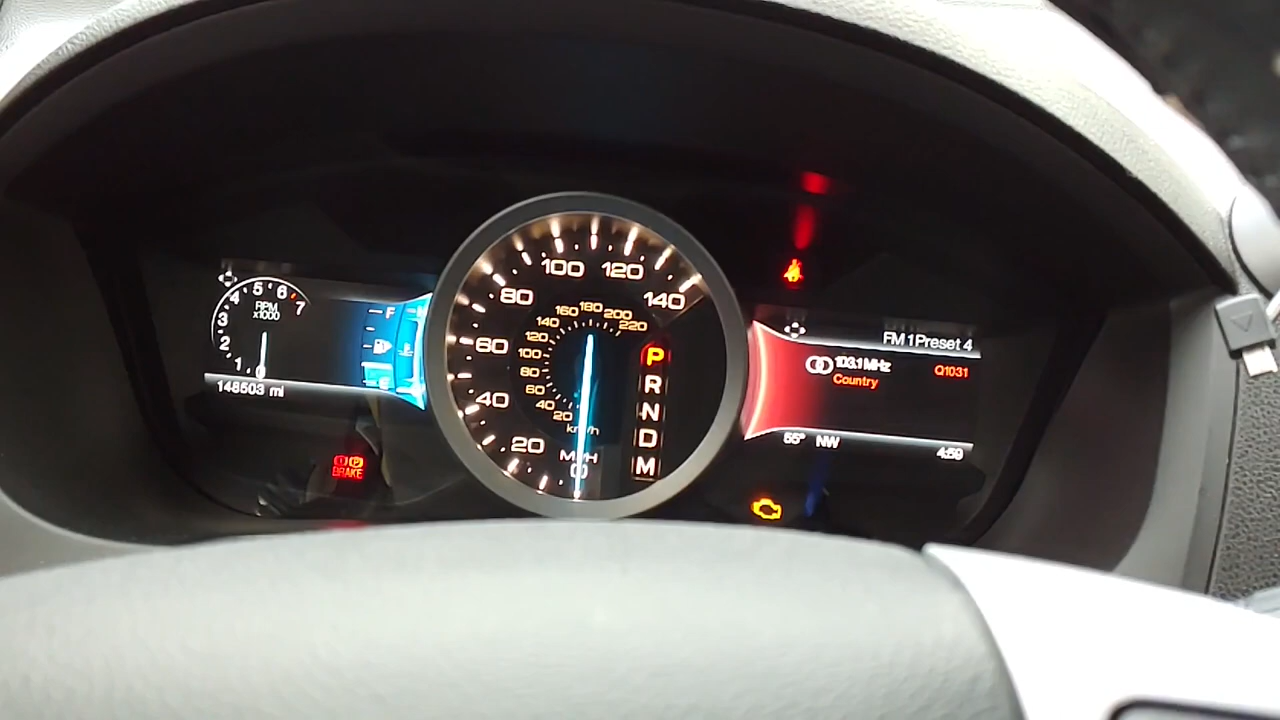 4 5 6 7
3
2
1
0
RPM
x1000
148503 mi
F
BRAKE
20 40 60 80 100 120 140
20 40 60 80 100 120 140 160 180 200 220
km/h
MPH
0
P
R
N
D
M
FM 1 Preset 4
103.1 MHz
Q1031
Country
55° NW
4:59